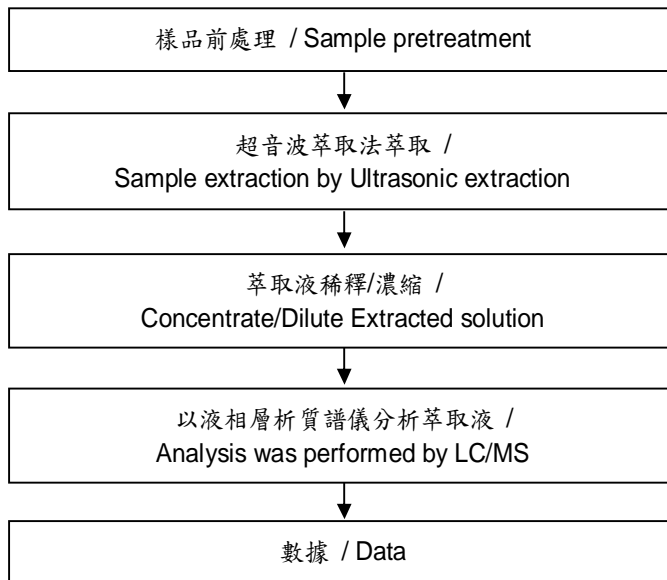 樣品前處理 / Sample pretreatment
超音波萃取法萃取 /
Sample extraction by Ultrasonic extraction
萃取液稀釋/濃縮 /
Concentrate/Dilute Extracted solution
以液相層析質譜儀分析萃取液 /
Analysis was performed by LC/MS
數據 / Data